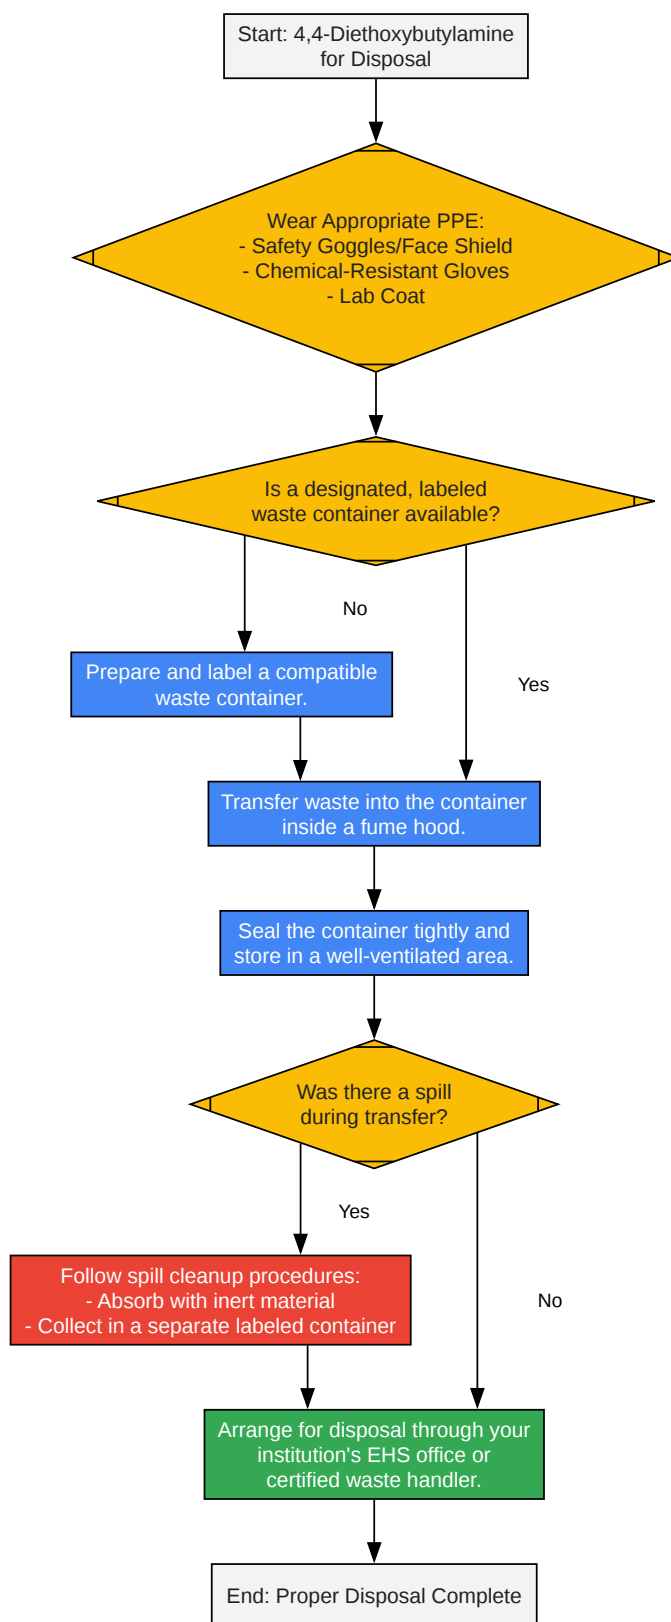 Start: 4,4-Diethoxybutylamine
for Disposal
Wear Appropriate PPE:
- Safety Goggles/Face Shield
- Chemical-Resistant Gloves
- Lab Coat
Is a designated, labeled
waste container available?
No
Prepare and label a compatible
waste container.
Yes
Transfer waste into the container
inside a fume hood.
Seal the container tightly and
store in a well-ventilated area.
Was there a spill
during transfer?
Yes
Follow spill cleanup procedures:
- Absorb with inert material
- Collect in a separate labeled container
No
Arrange for disposal through your
institution's EHS office or
certified waste handler.
End: Proper Disposal Complete